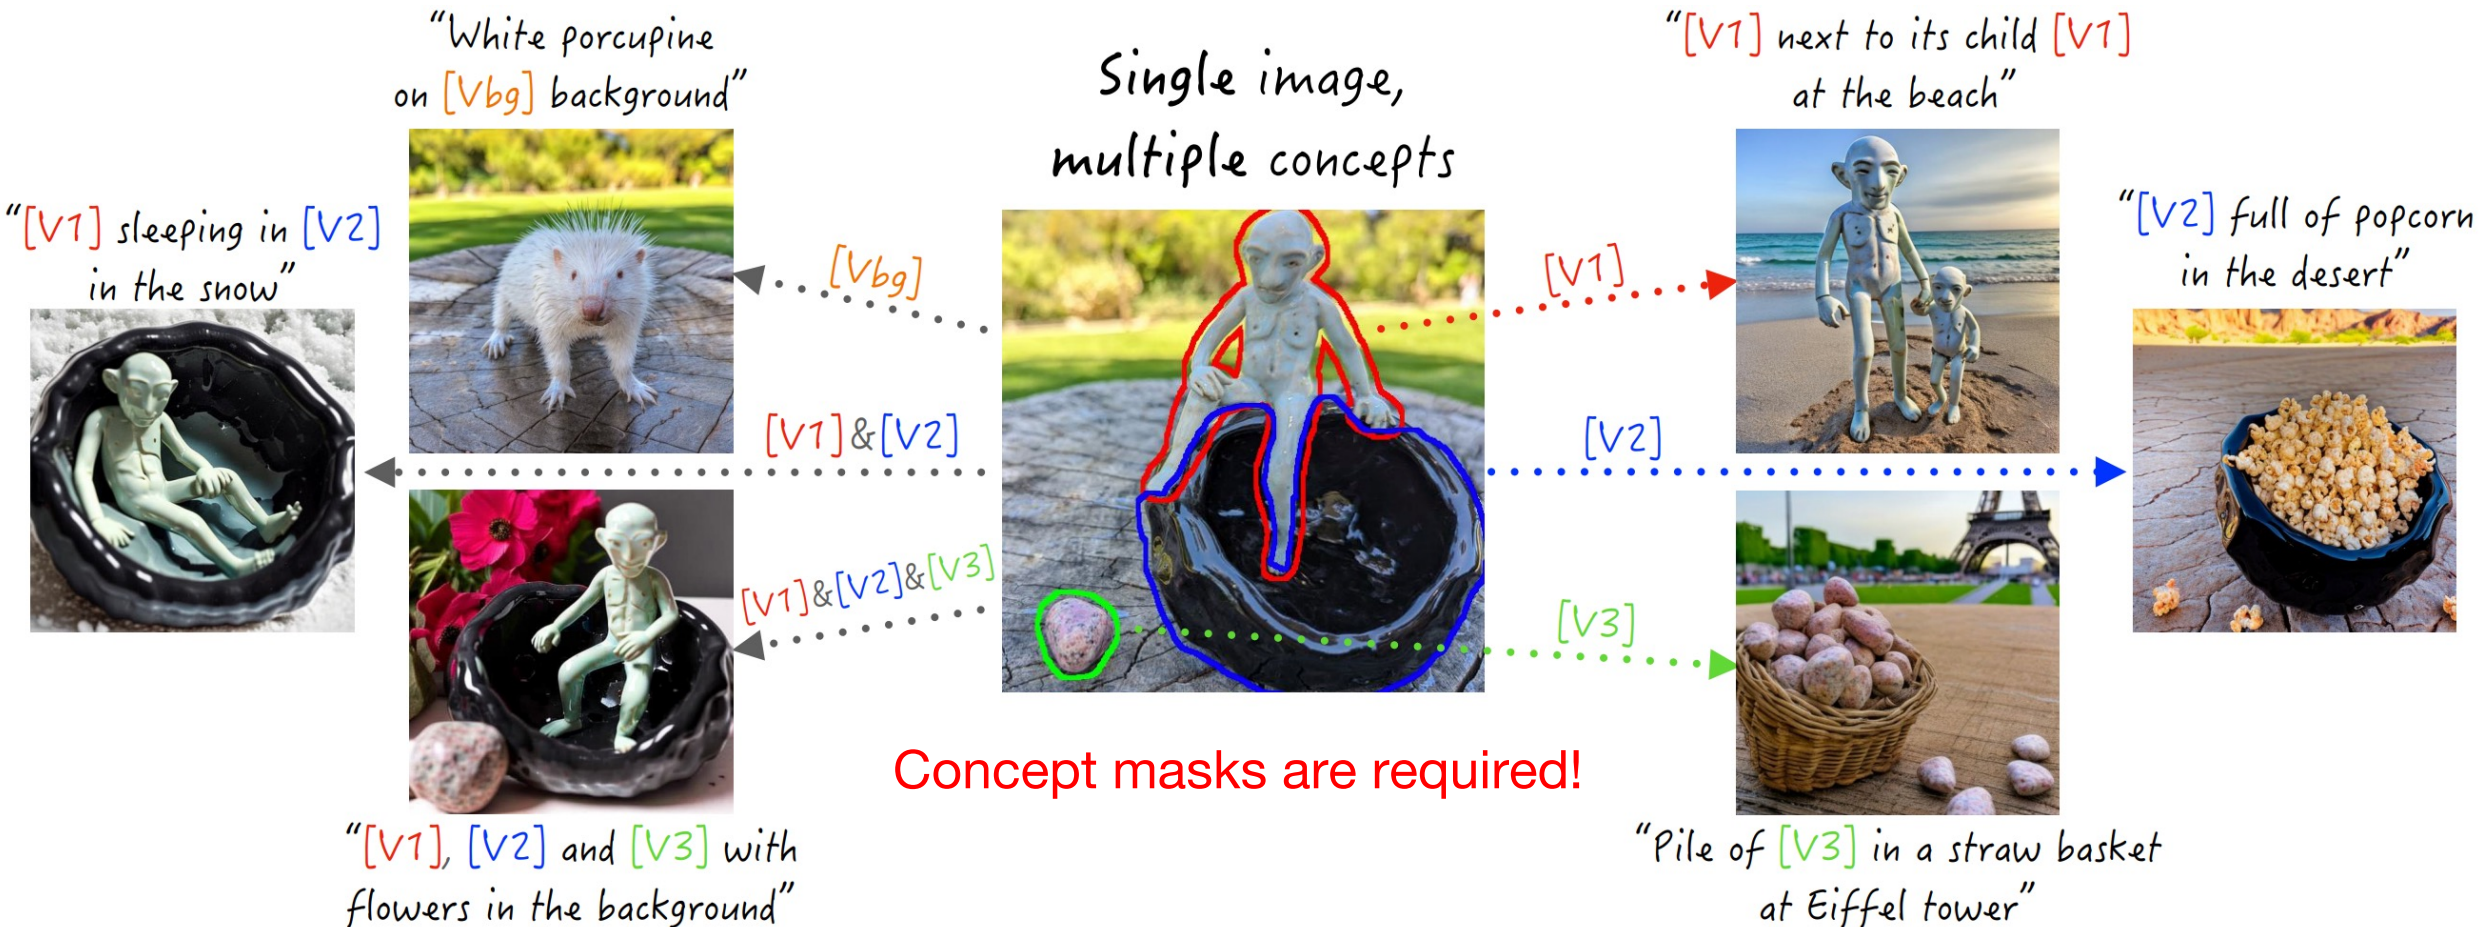 “White porcupine
on [Vbg] background”
Single image,
multiple concepts
“[V1] next to its child [V1]
at the beach”
“[V1] sleeping in [V2]
in the snow”
“[V2] full of popcorn
in the desert”
[Vbg]
[V1]
[V1]&[V2]
[V2]
[V1]&[V2]&[V3]
[V3]
Concept masks are required!
“[V1], [V2] and [V3] with
flowers in the background”
“Pile of [V3] in a straw basket
at Eiffel tower”